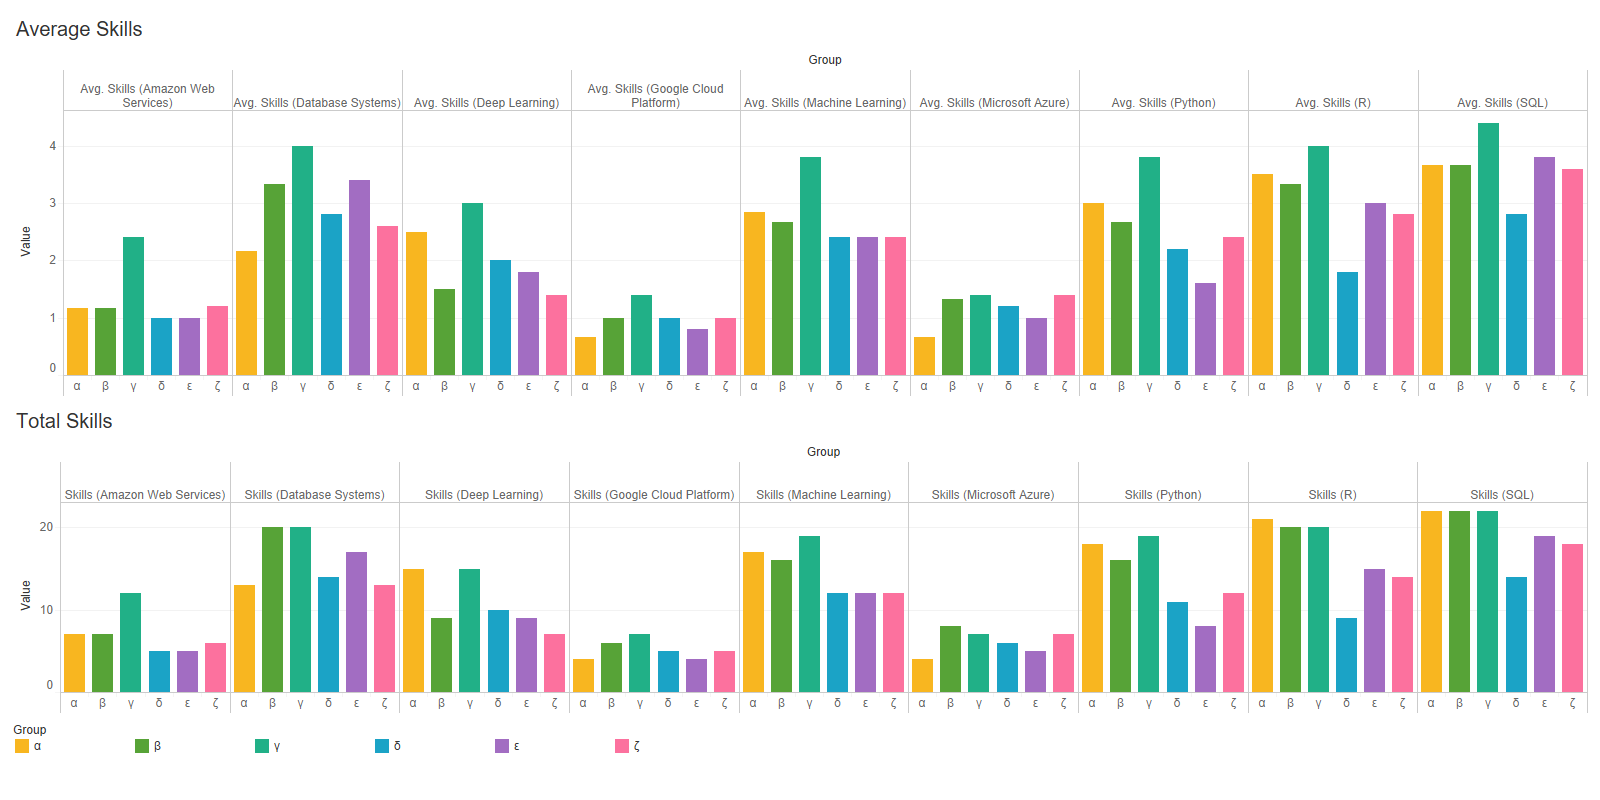 Average Skills
Group
Avg. Skills (Amazon Web
Services)
Avg. Skills (Database Systems)
Avg. Skills (Deep Learning)
Avg. Skills (Google Cloud
Platform)
Avg. Skills (Machine Learning)
Avg. Skills (Microsoft Azure)
Avg. Skills (Python)
Avg. Skills (R)
Avg. Skills (SQL)
Value
4
3
2
1
0
α β γ δ ε ζ α β γ δ ε ζ α β γ δ ε ζ α β γ δ ε ζ α β γ δ ε ζ α β γ δ ε ζ α β γ δ ε ζ α β γ δ ε ζ α β γ δ ε ζ
Total Skills
Group
Skills (Amazon Web Services)
Skills (Database Systems)
Skills (Deep Learning)
Skills (Google Cloud Platform)
Skills (Machine Learning)
Skills (Microsoft Azure)
Skills (Python)
Skills (R)
Skills (SQL)
Value
20
10
0
α β γ δ ε ζ α β γ δ ε ζ α β γ δ ε ζ α β γ δ ε ζ α β γ δ ε ζ α β γ δ ε ζ α β γ δ ε ζ α β γ δ ε ζ α β γ δ ε ζ
Group
α β γ δ ε ζ